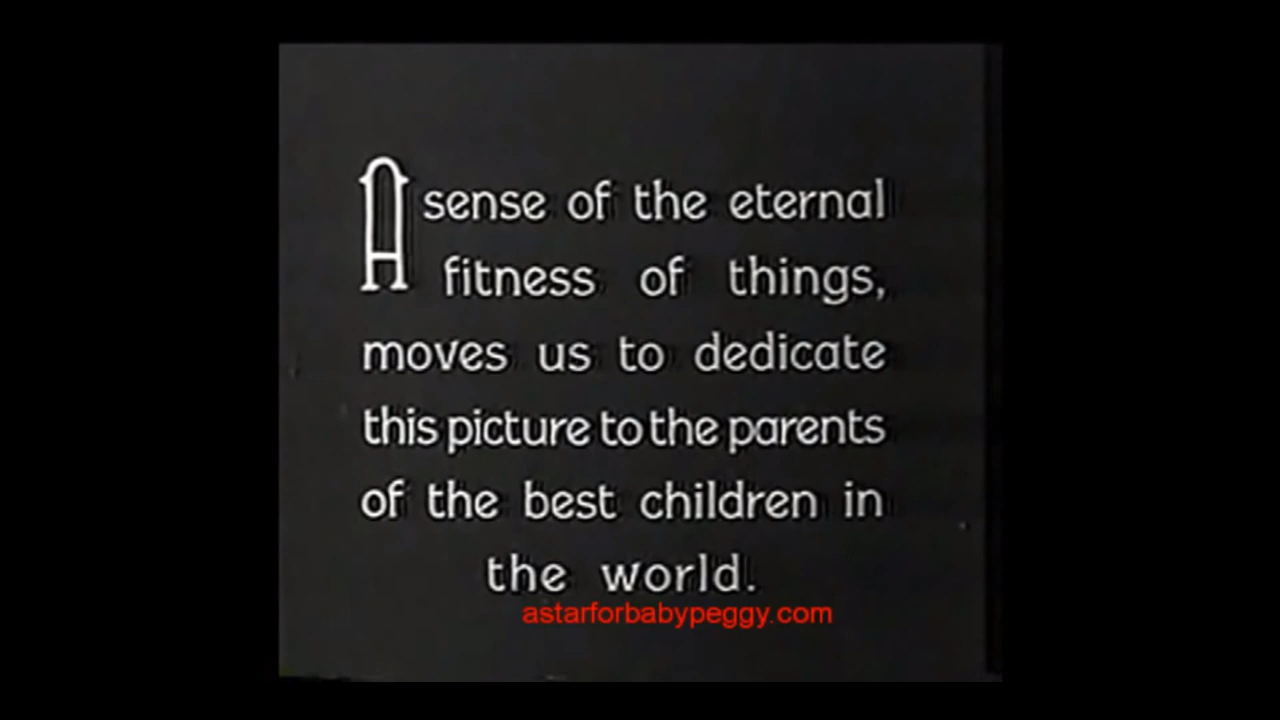 A sense of the eternal
fitness of things,
moves us to dedicate
this picture to the parents
of the best children in
the world.
astarforbabypeggy.com